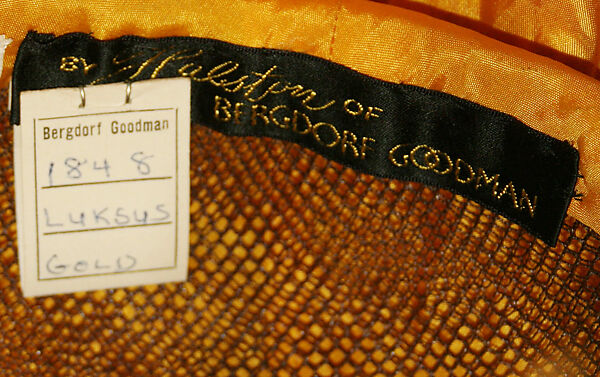 BY Halston OF
BERGDORF GOODMAN
Bergdorf Goodman
1848
LUKSUS
GOLD